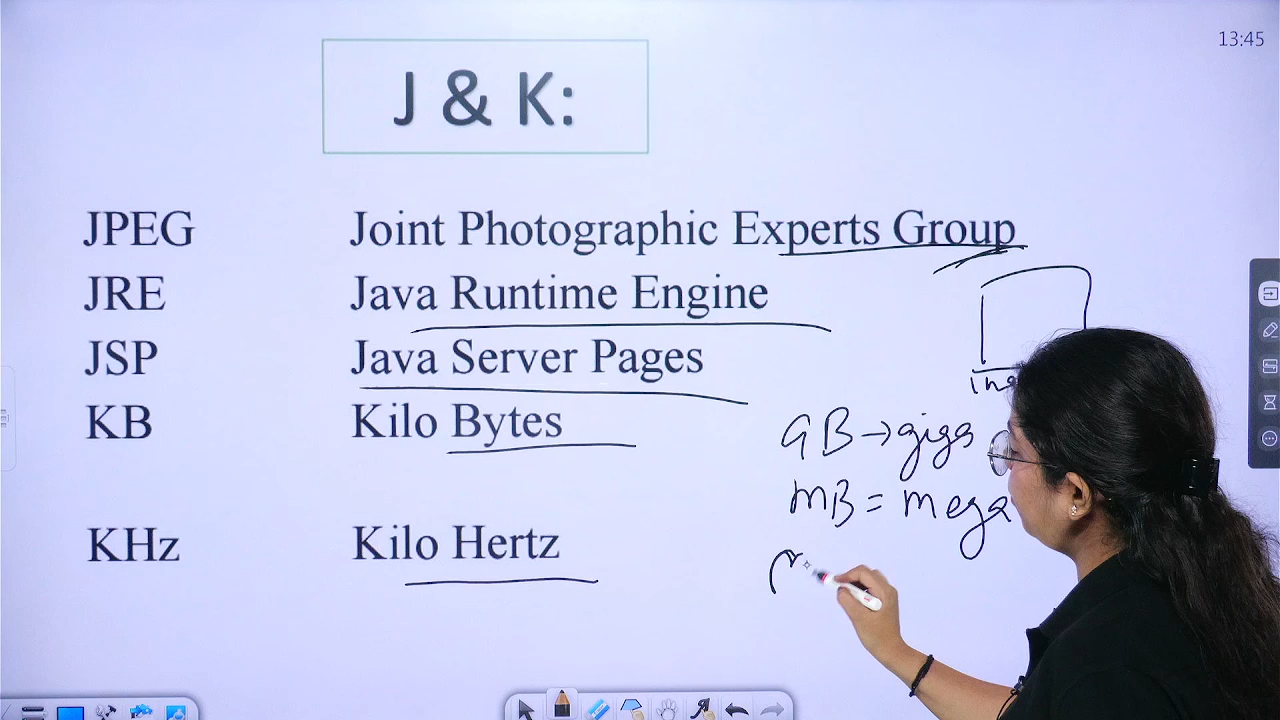 13:45
J & K:
JPEG Joint Photographic Experts Group
JRE Java Runtime Engine
JSP Java Server Pages
KB Kilo Bytes
GB → giga
MB = mega
KHz Kilo Hertz